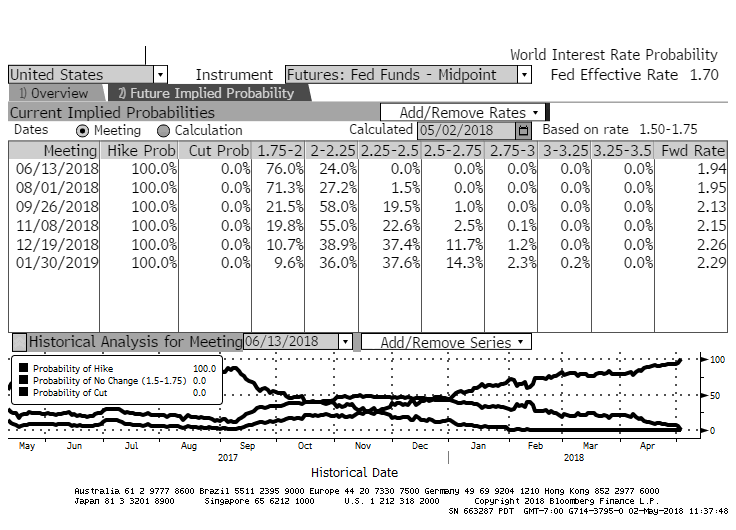 World Interest Rate Probability
United States Instrument Futures: Fed Funds - Midpoint Fed Effective Rate 1.70
1) Overview 2) Future Implied Probability
Current Implied Probabilities Add/Remove Rates
Dates Meeting Calculation Calculated 05/02/2018 Based on rate 1.50-1.75
Meeting Hike Prob Cut Prob 1.75-2 2-2.25 2.25-2.5 2.5-2.75 2.75-3 3-3.25 3.25-3.5 Fwd Rate
06/13/2018 100.0% 0.0% 76.0% 24.0% 0.0% 0.0% 0.0% 0.0% 0.0% 1.94
08/01/2018 100.0% 0.0% 71.3% 27.2% 1.5% 0.0% 0.0% 0.0% 0.0% 1.95
09/26/2018 100.0% 0.0% 21.5% 58.0% 19.5% 1.0% 0.0% 0.0% 0.0% 2.13
11/08/2018 100.0% 0.0% 19.8% 55.0% 22.6% 2.5% 0.1% 0.0% 0.0% 2.15
12/19/2018 100.0% 0.0% 10.7% 38.9% 37.4% 11.7% 1.2% 0.0% 0.0% 2.26
01/30/2019 100.0% 0.0% 9.6% 36.0% 37.6% 14.3% 2.3% 0.2% 0.0% 2.29
Historical Analysis for Meeting 06/13/2018 Add/Remove Series
Probability of Hike 100.0
Probability of No Change (1.5-1.75) 0.0
Probability of Cut 0.0
100
50
0
May Jun Jul Aug Sep Oct Nov Dec Jan Feb Mar Apr
2017 2018
Historical Date
Australia 61 2 9777 8600 Brazil 5511 2395 9000 Europe 44 20 7330 7500 Germany 49 69 9204 1210 Hong Kong 852 2977 6000
Japan 81 3 3201 8900 Singapore 65 6212 1000 U.S. 1 212 318 2000 Copyright 2018 Bloomberg Finance L.P.
SN 663287 PDT GMT-7:00 G714-3795-0 02-May-2018 11:37:48